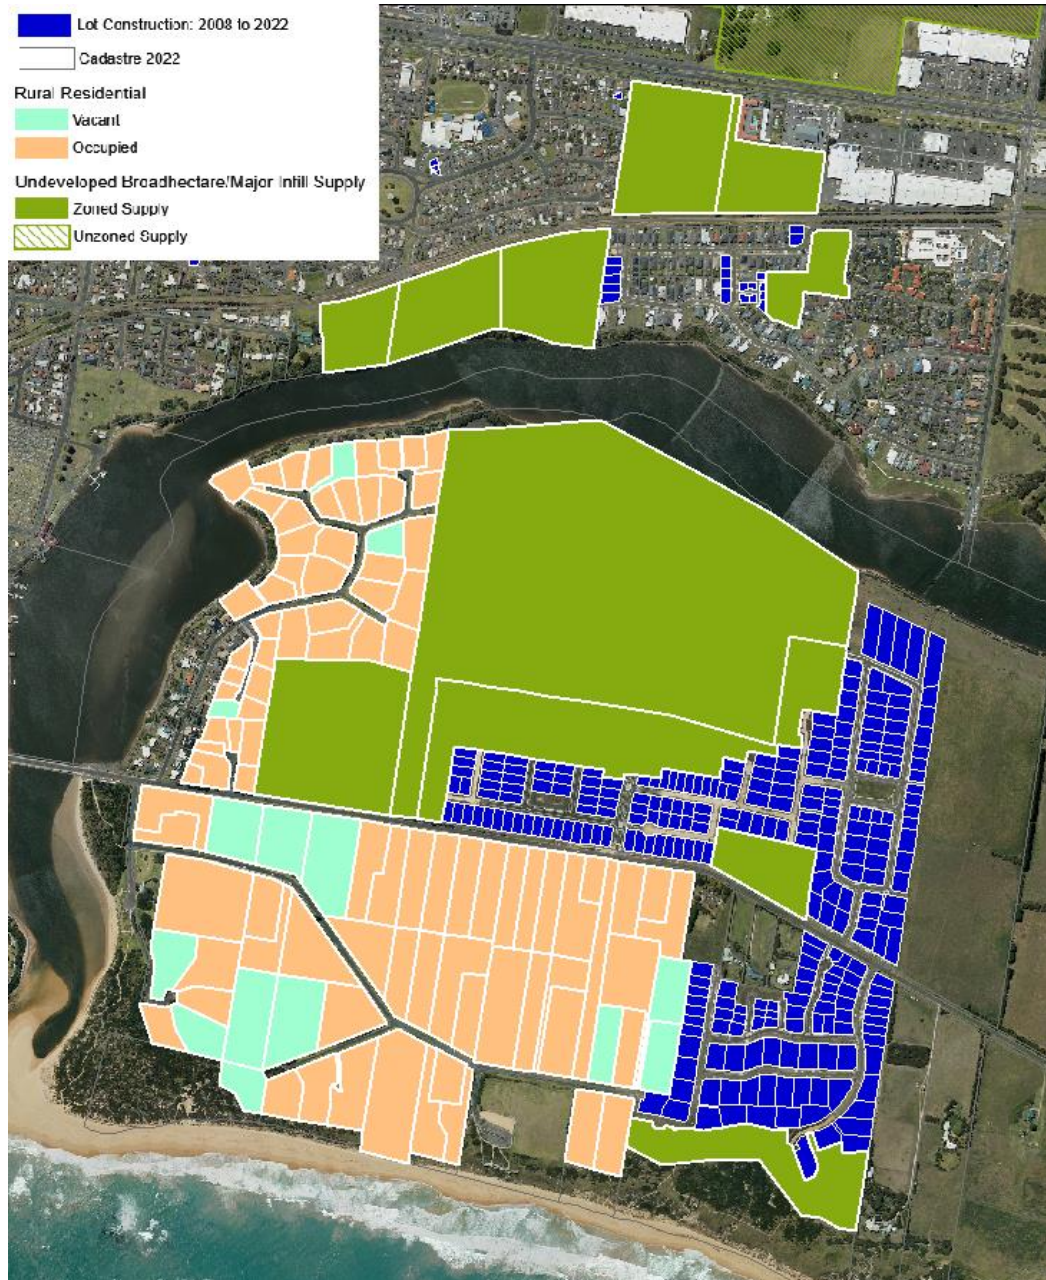 Lot Construction: 2008 to 2022
Cadastre 2022
Rural Residential
Vacant
Occupied
Undeveloped Broadhectare/Major Infill Supply
Zoned Supply
Unzoned Supply